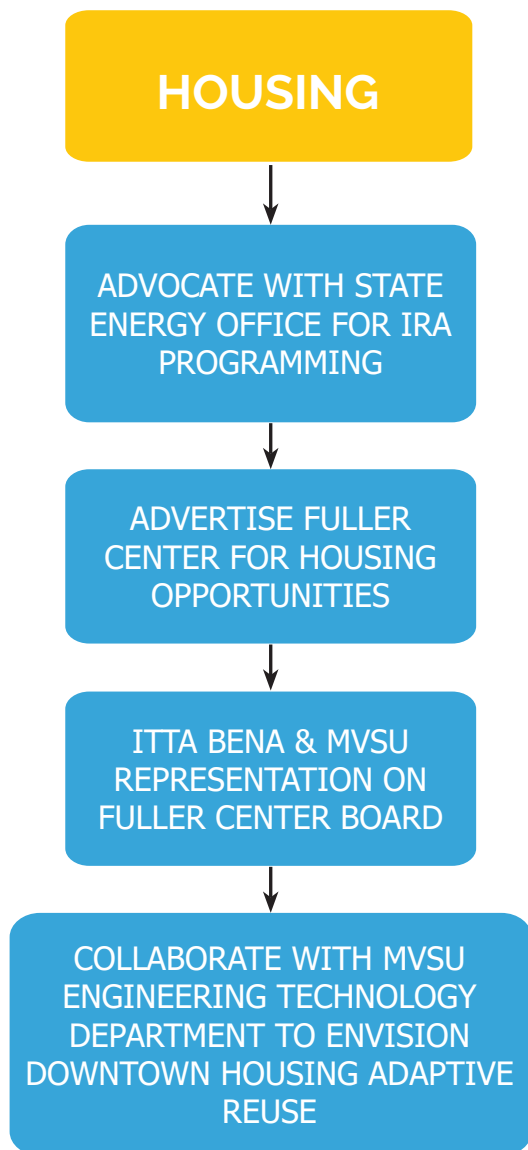 HOUSING
ADVOCATE WITH STATE
ENERGY OFFICE FOR IRA
PROGRAMMING
ADVERTISE FULLER
CENTER FOR HOUSING
OPPORTUNITIES
ITTA BENA & MVSU
REPRESENTATION ON
FULLER CENTER BOARD
COLLABORATE WITH MVSU
ENGINEERING TECHNOLOGY
DEPARTMENT TO ENVISION
DOWNTOWN HOUSING ADAPTIVE
REUSE